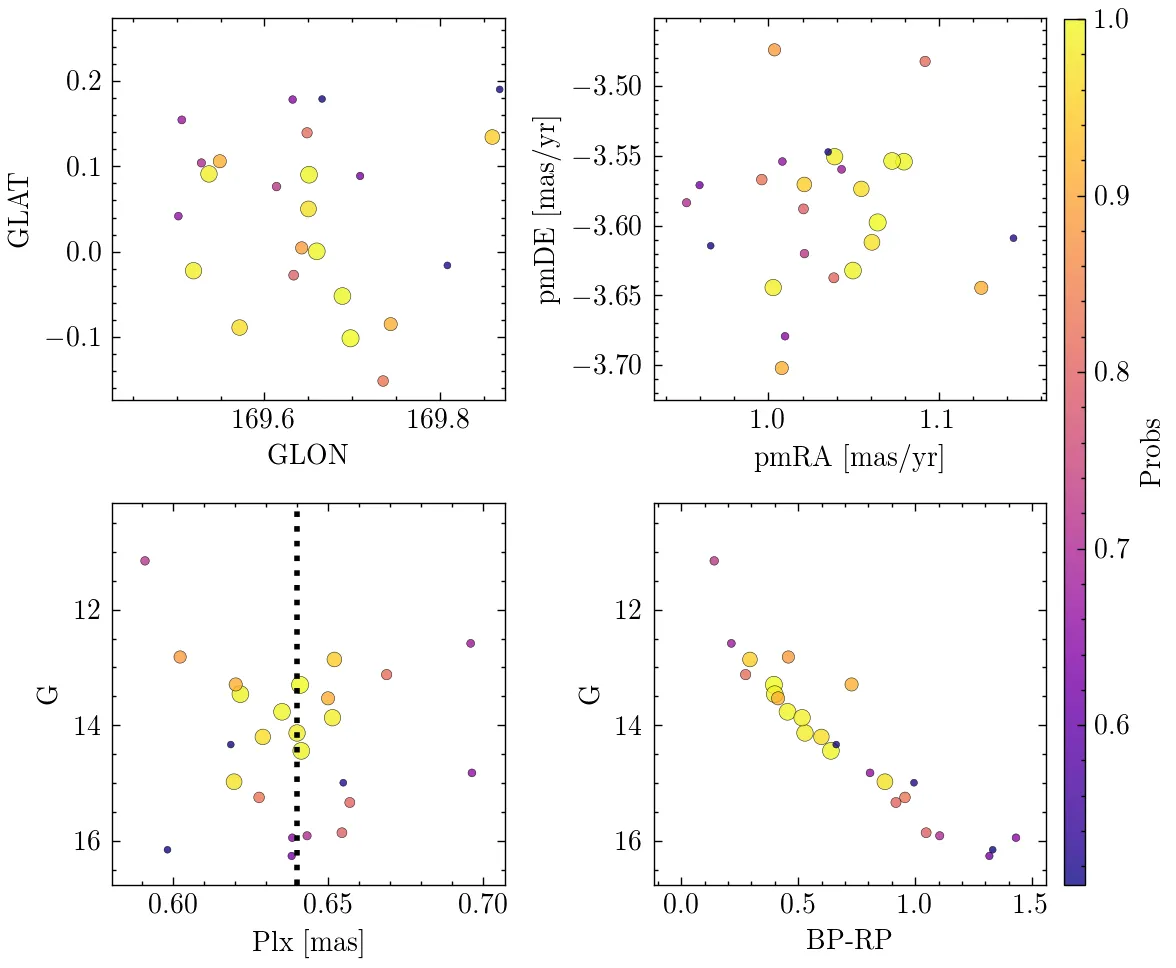 GLAT
0.2
0.1
0.0
−0.1
169.6 169.8
GLON
pmDE [mas/yr]
−3.50
−3.55
−3.60
−3.65
−3.70
1.0 1.1
pmRA [mas/yr]
G
12
14
16
0.60 0.65 0.70
Plx [mas]
G
12
14
16
0.0 0.5 1.0 1.5
BP-RP
1.0
0.9
0.8
0.7
0.6
Probs